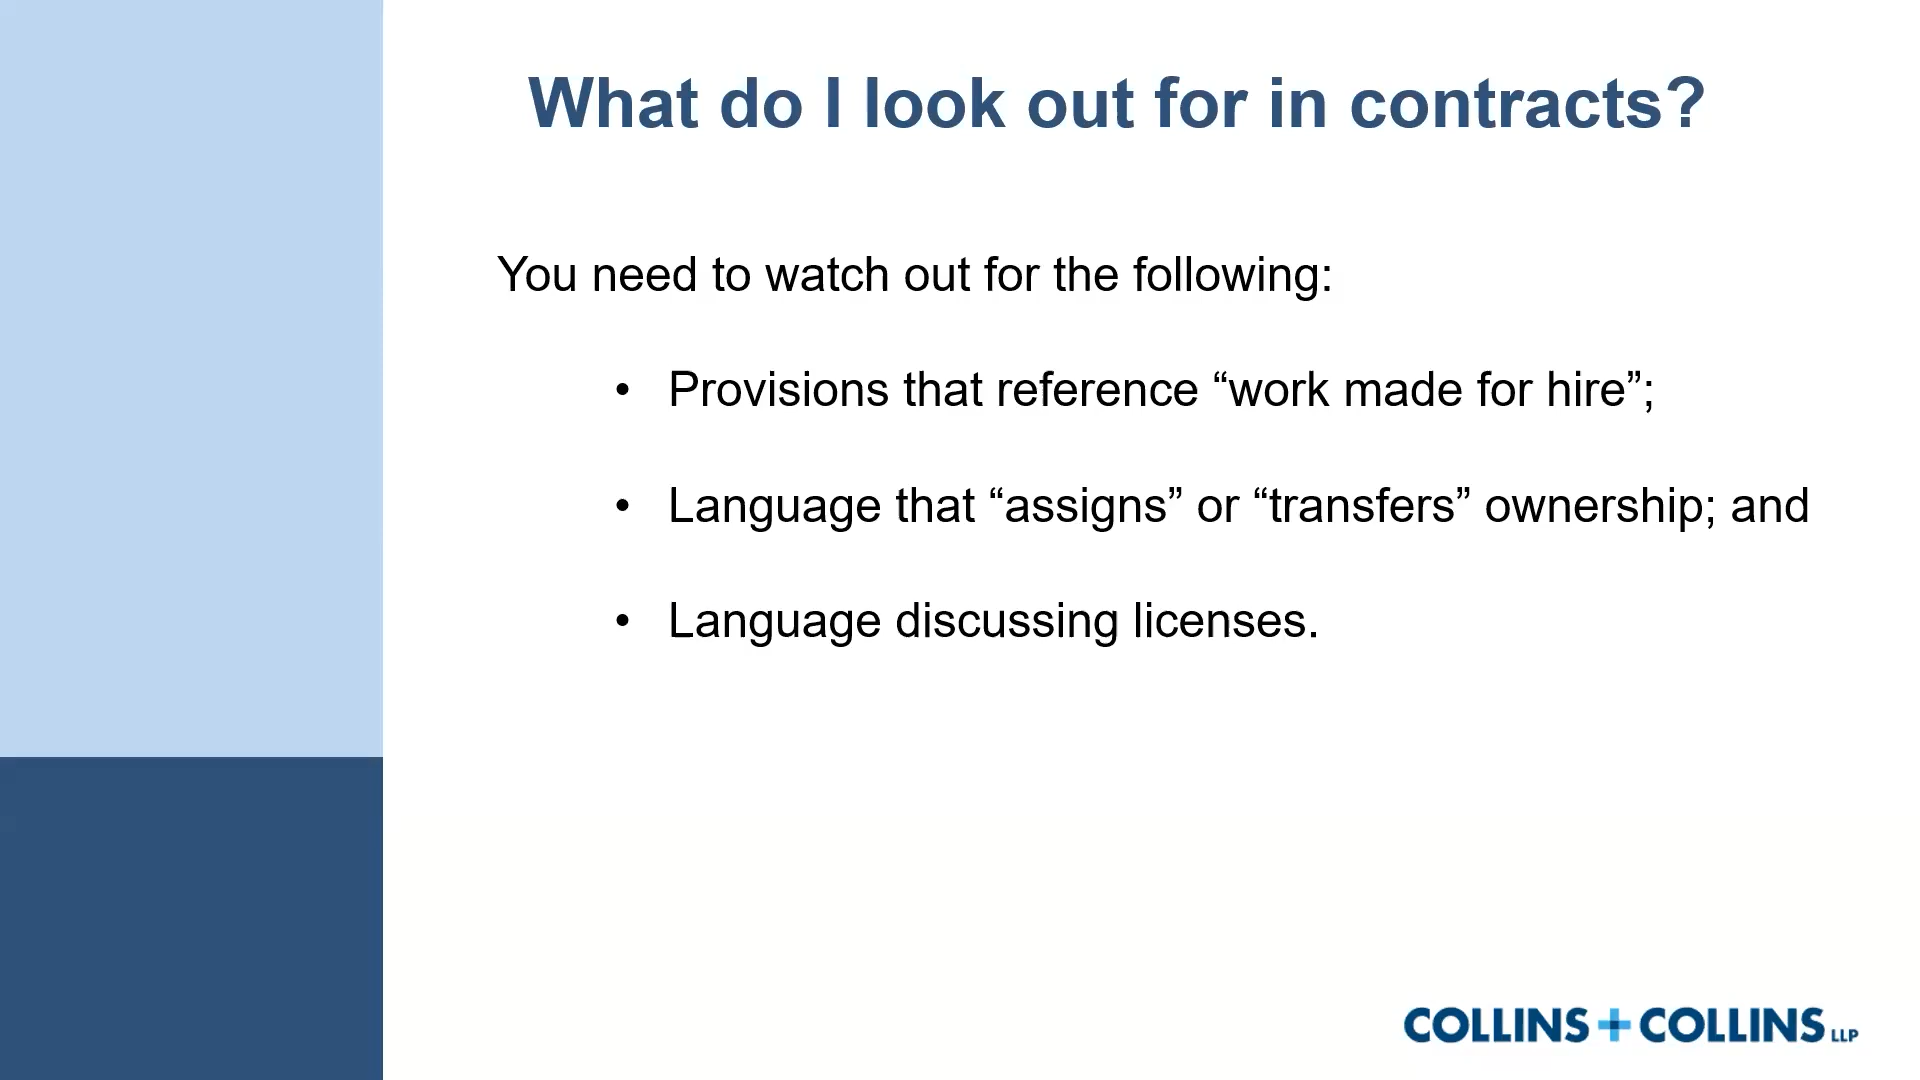 What do I look out for in contracts?
You need to watch out for the following:
• Provisions that reference “work made for hire”;
• Language that “assigns” or “transfers” ownership; and
• Language discussing licenses.
COLLINS + COLLINS LLP